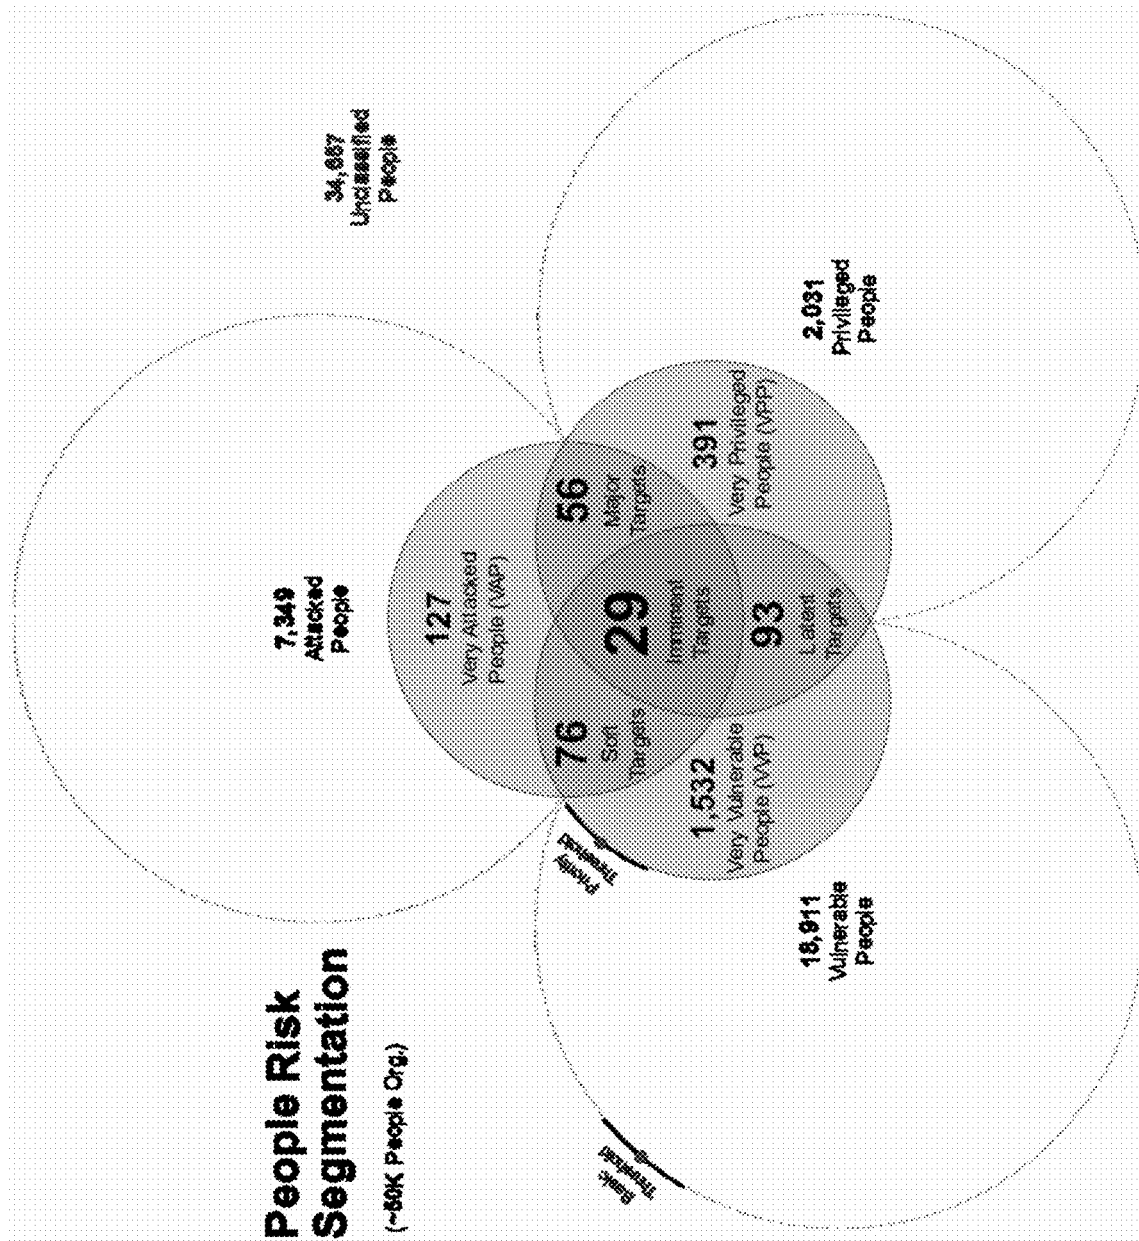 People Risk
Segmentation
(~60K People Org.)
7,349
Attacked
People
34,657
Unclassified
People
127
Very Attacked
People (VAP)
76
Soft
Targets
56
Major
Targets
29
Imminent
Targets
1,532
Very Vulnerable
People (VVP)
93
Latent
Targets
391
Very Privileged
People (VPP)
Priority
Threshold
Threshold
18,911
Vulnerable
People
2,031
Privileged
People